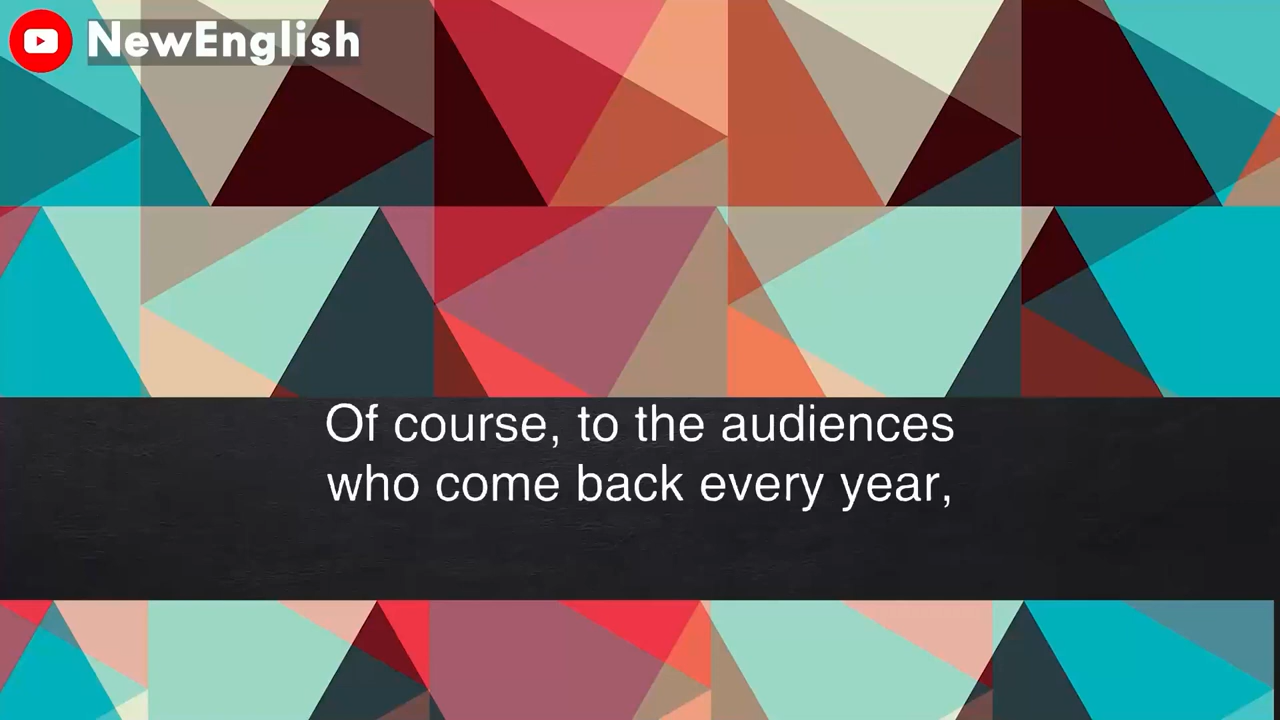 NewEnglish
Of course, to the audiences
who come back every year,